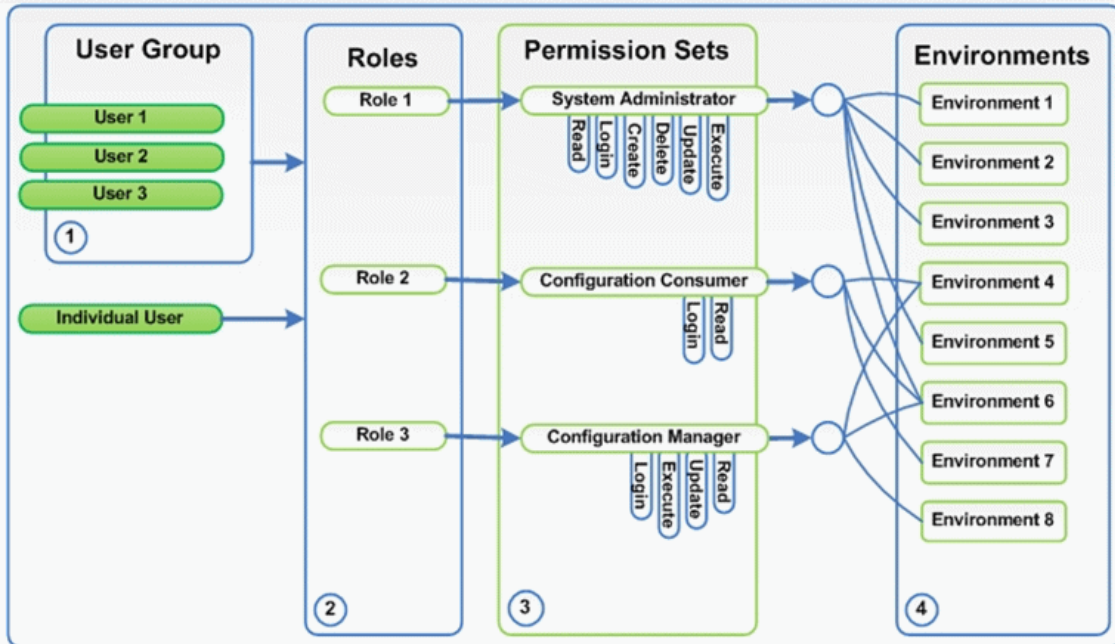 User Group
User 1
User 2
User 3
1
Individual User
Roles
Role 1
Role 2
Role 3
2
Permission Sets
System Administrator
Read
Login
Create
Delete
Update
Execute
Configuration Consumer
Login
Read
Configuration Manager
Login
Execute
Update
Read
3
Environments
Environment 1
Environment 2
Environment 3
Environment 4
Environment 5
Environment 6
Environment 7
Environment 8
4